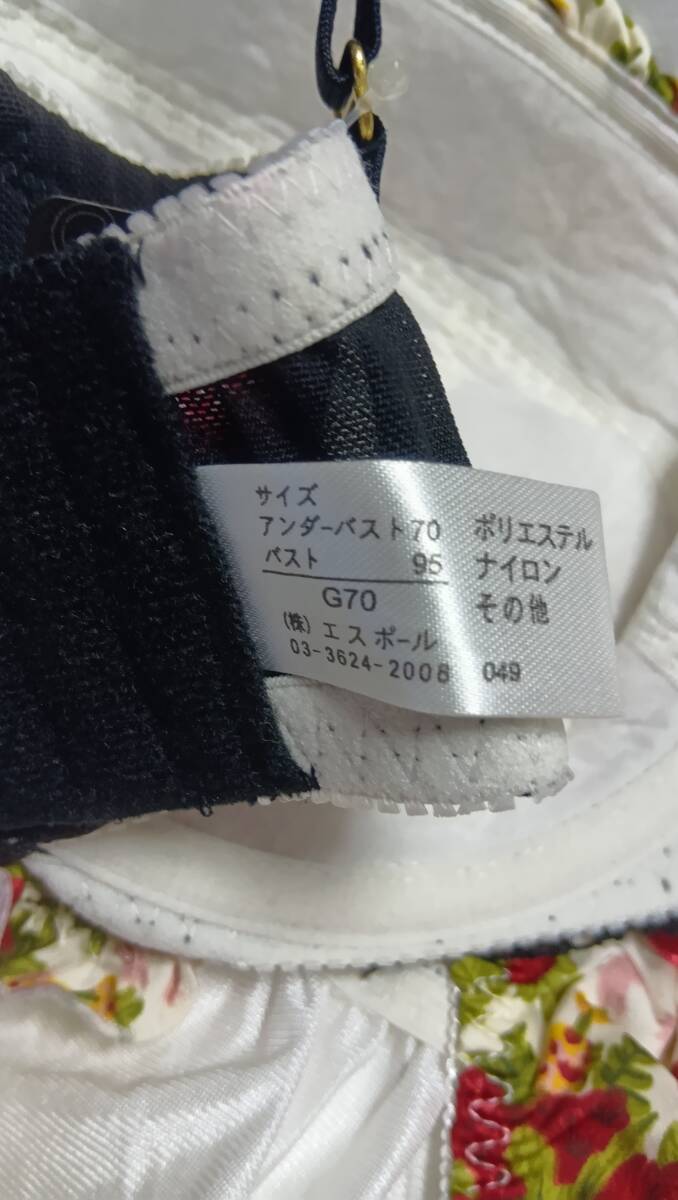 サイズ
アンダーバスト70
バスト 95
G70
(株) エスポール
03-3624-2008
ポリエステル
ナイロン
その他
049